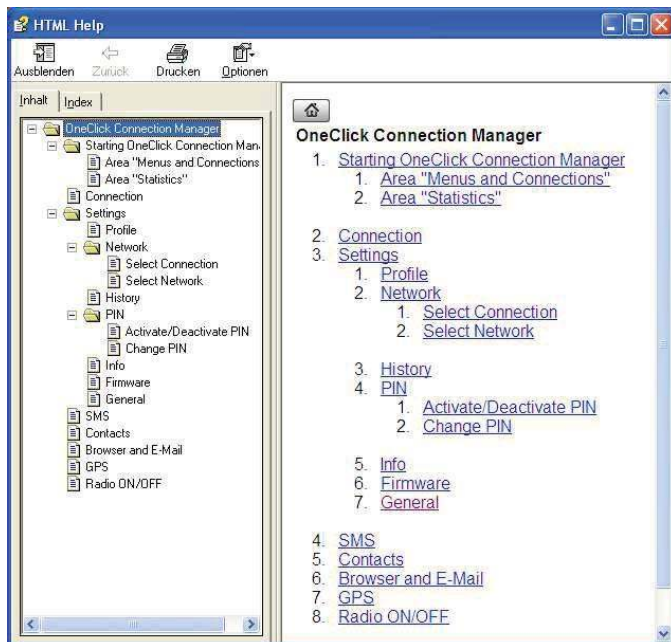 HTML Help
Ausblenden Zurück Drucken Optionen
Inhalt Index
OneClick Connection Manager
Starting OneClick Connection Man
Area "Menus and Connections
Area "Statistics"
Connection
Settings
Profile
Network
Select Connection
Select Network
History
PIN
Activate/Deactivate PIN
Change PIN
Info
Firmware
General
SMS
Contacts
Browser and E-Mail
GPS
Radio ON/OFF
OneClick Connection Manager
1. Starting OneClick Connection Manager
1. Area "Menus and Connections"
2. Area "Statistics"
2. Connection
3. Settings
1. Profile
2. Network
1. Select Connection
2. Select Network
3. History
4. PIN
1. Activate/Deactivate PIN
2. Change PIN
5. Info
6. Firmware
7. General
4. SMS
5. Contacts
6. Browser and E-Mail
7. GPS
8. Radio ON/OFF